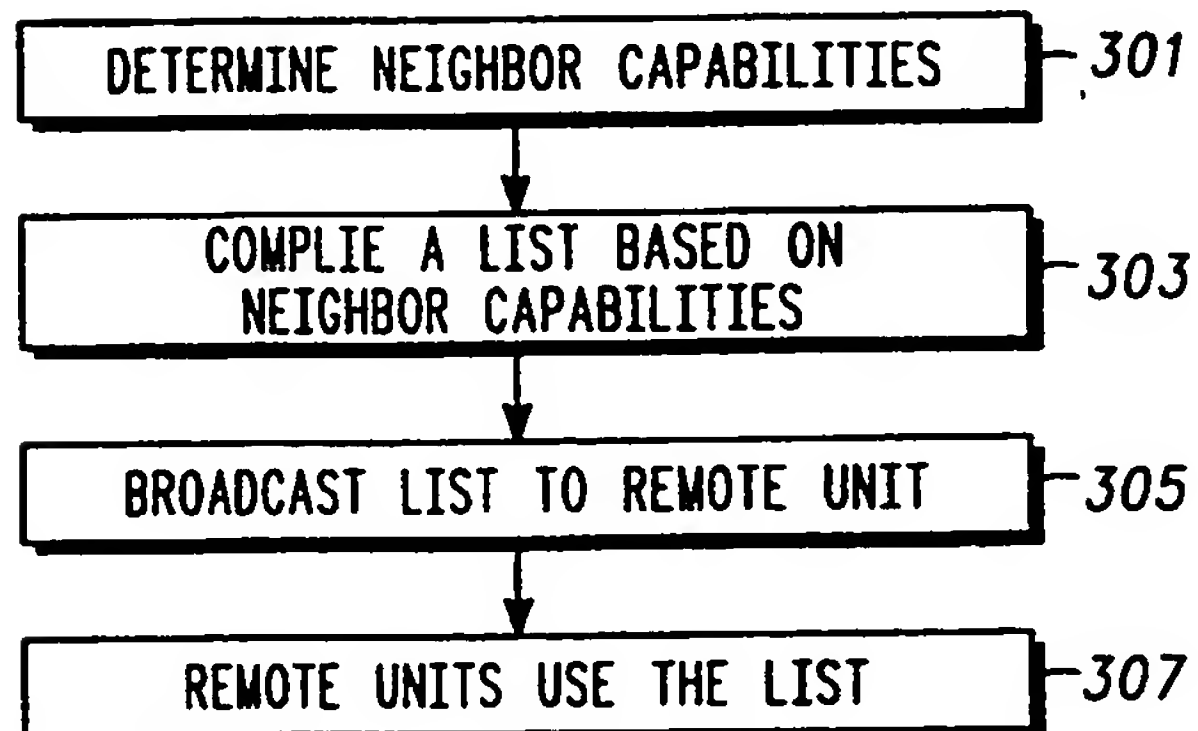 DETERMINE NEIGHBOR CAPABILITIES 301
COMPLIE A LIST BASED ON
NEIGHBOR CAPABILITIES 303
BROADCAST LIST TO REMOTE UNIT 305
REMOTE UNITS USE THE LIST 307